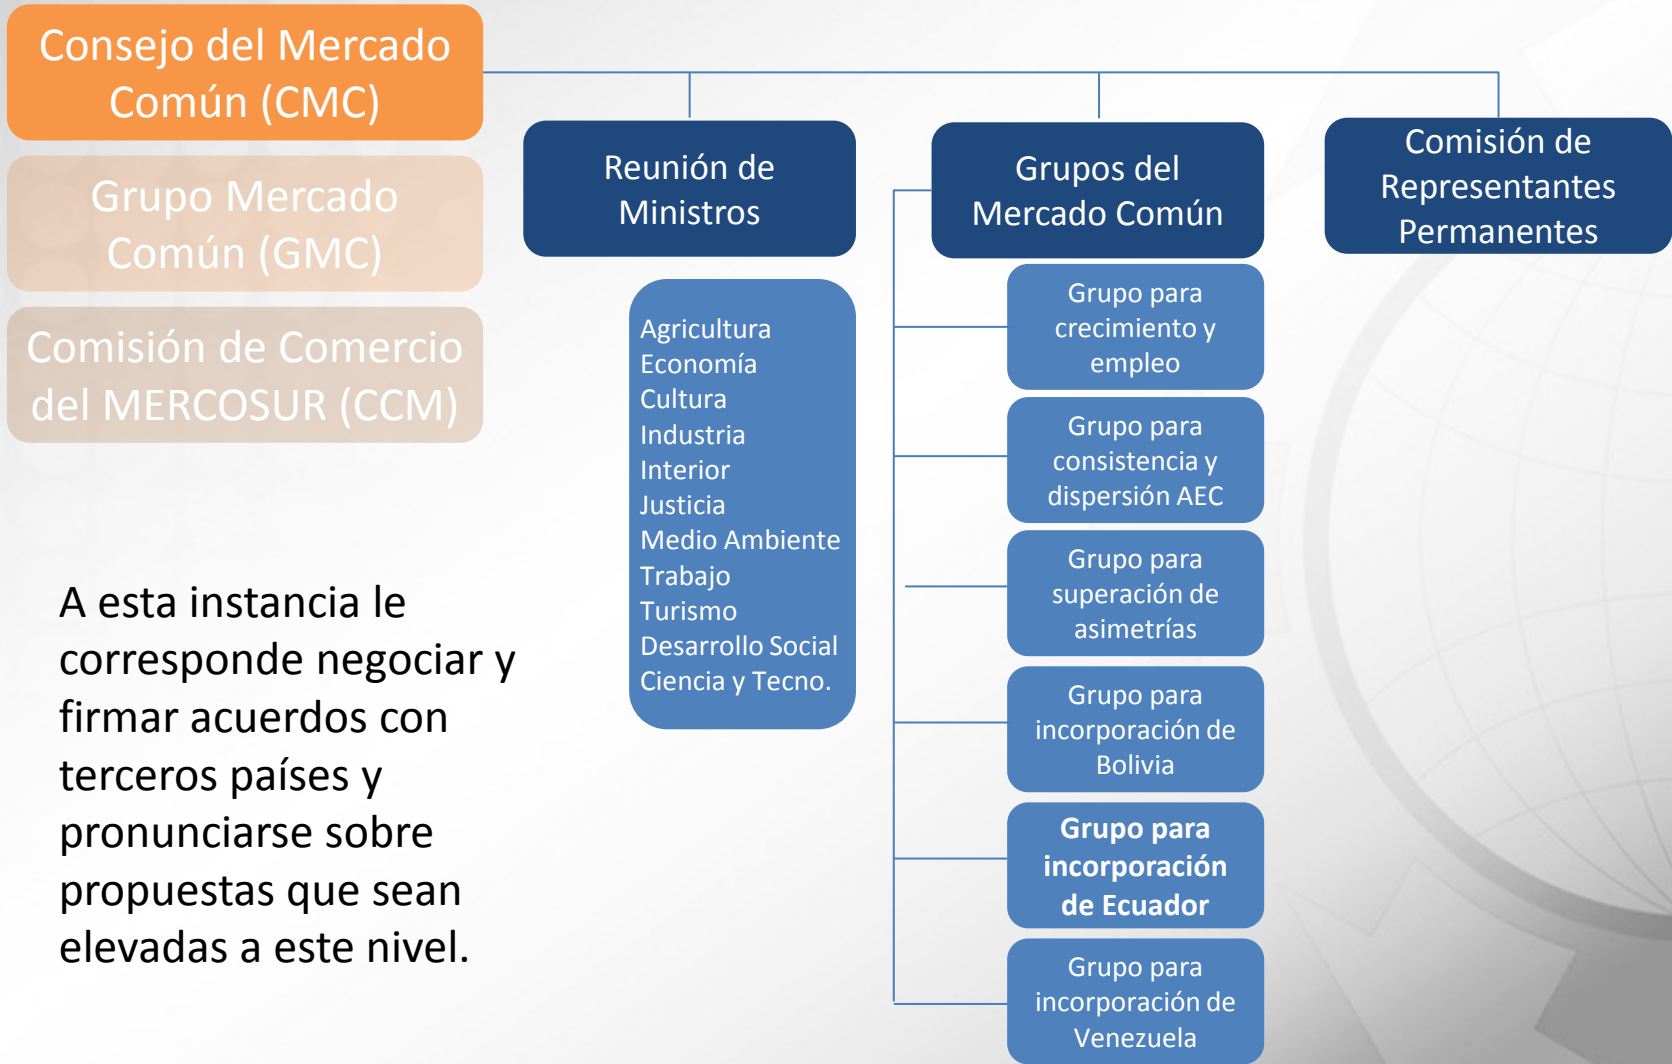 Consejo del Mercado
Común (CMC)
Grupo Mercado
Común (GMC)
Comisión de Comercio
del MERCOSUR (CCM)
A esta instancia le
corresponde negociar y
firmar acuerdos con
terceros países y
pronunciarse sobre
propuestas que sean
elevadas a este nivel.
Reunión de
Ministros
Agricultura
Economía
Cultura
Industria
Interior
Justicia
Medio Ambiente
Trabajo
Turismo
Desarrollo Social
Ciencia y Tecno.
Grupos del
Mercado Común
Grupo para
crecimiento y
empleo
Grupo para
consistencia y
dispersión AEC
Grupo para
superación de
asimetrías
Grupo para
incorporación de
Bolivia
Grupo para
incorporación
de Ecuador
Grupo para
incorporación de
Venezuela
Comisión de
Representantes
Permanentes